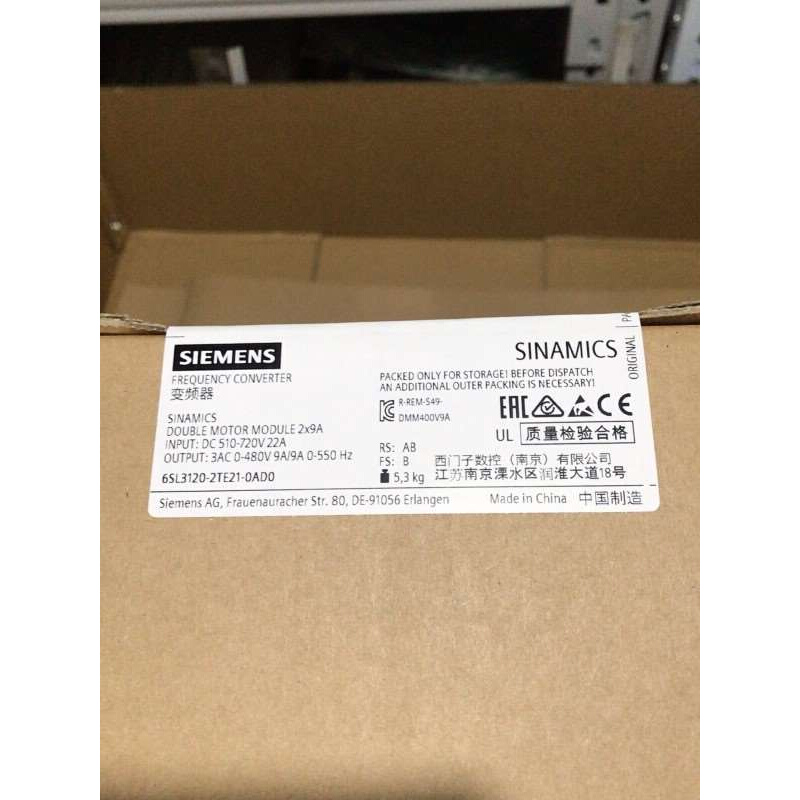 SIEMENS
SINAMICS
ORIGINAL
FREQUENCY CONVERTER
变频器
PACKED ONLY FOR STORAGE! BEFORE DISPATCH
AN ADDITIONAL OUTER PACKING IS NECESSARY!
R-REM-S49-
DMM400V9A
EAC
CE
UL 质量检验合格
SINAMICS
DOUBLE MOTOR MODULE 2x9A
INPUT: DC 510-720V 22A
OUTPUT: 3AC 0-480V 9A/9A 0-550 Hz
6SL3120-2TE21-0AD0
RS: AB
FS: B
5,3 kg
西门子数控（南京）有限公司
江苏南京溧水区润淮大道18号
Siemens AG, Frauenauracher Str. 80, DE-91056 Erlangen
Made in China 中国制造